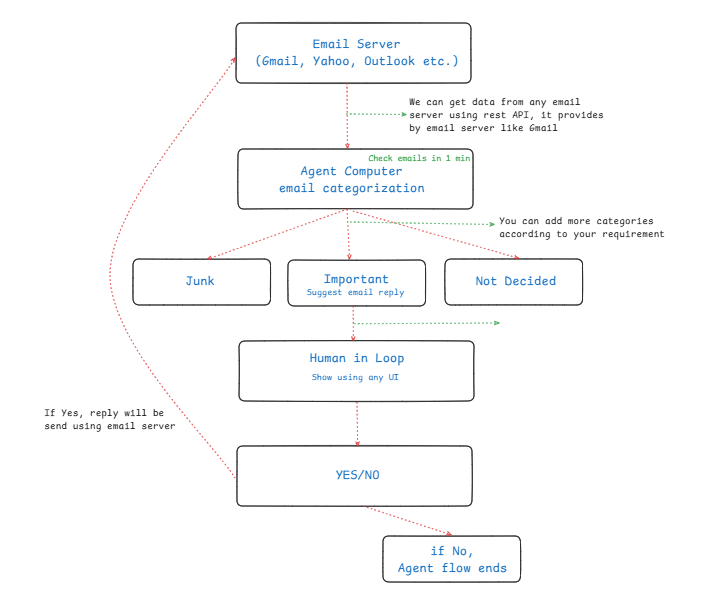 Email Server
(Gmail, Yahoo, Outlook etc.)
We can get data from any email
server using rest API, it provides
by email server like Gmail
Check emails in 1 min
Agent Computer
email categorization
You can add more categories
according to your requirement
Junk
Important
Suggest email reply
Not Decided
Human in Loop
Show using any UI
If Yes, reply will be
send using email server
YES/NO
if No,
Agent flow ends